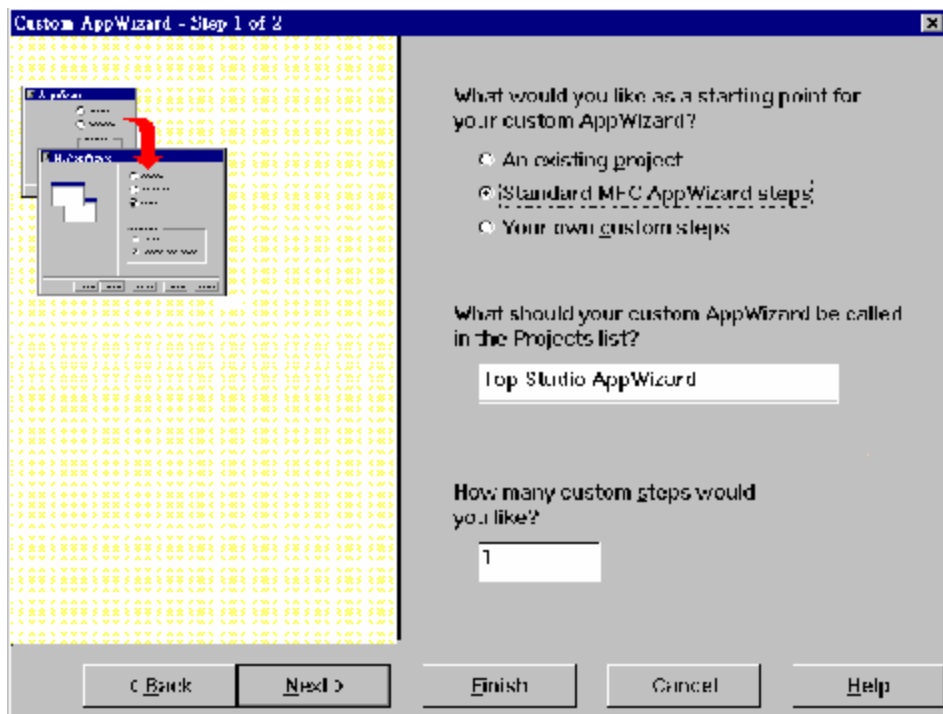 Custom AppWizard - Step 1 of 2
What would you like as a starting point for
your custom AppWizard?
An existing project
Standard MFC AppWizard steps
Your own custom steps
What should your custom AppWizard be called
in the Projects list?
Top Studio AppWizard
How many custom steps would
you like?
1
< Back
Next >
Finish
Cancel
Help